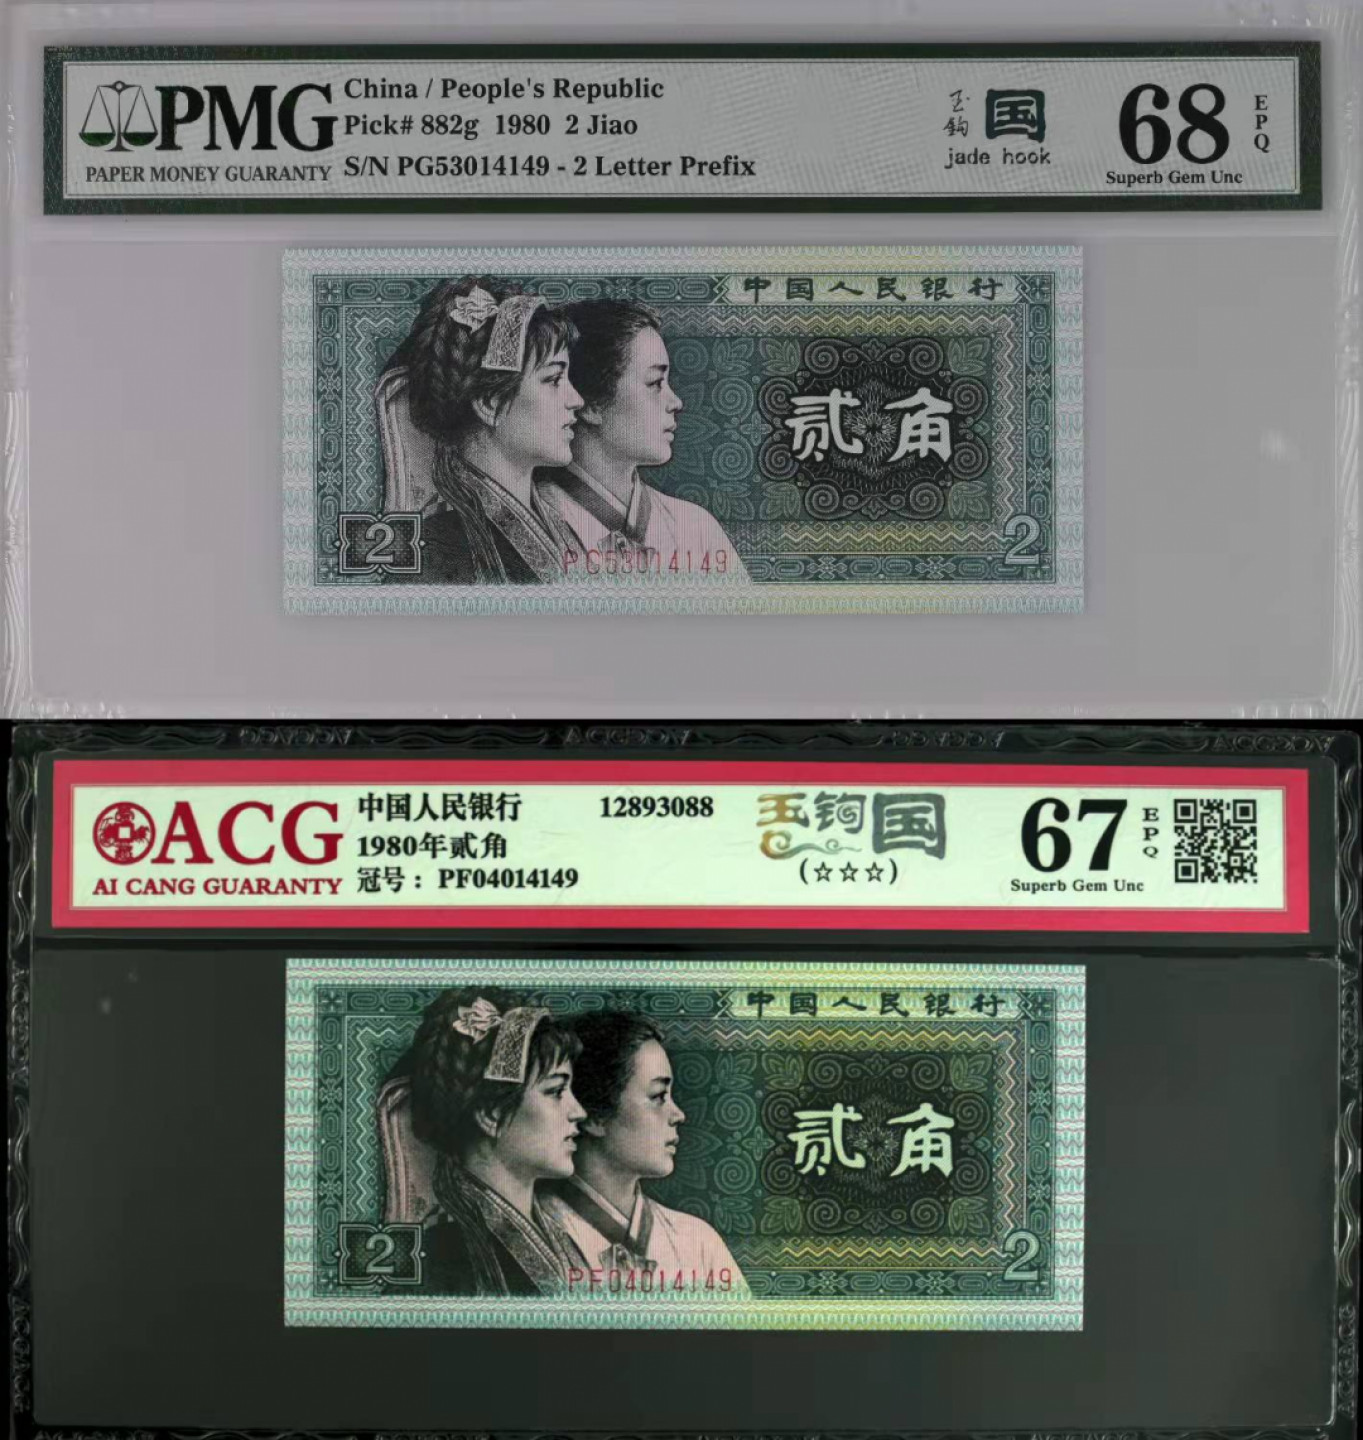 PMG
PAPER MONEY GUARANTY
China / People's Republic
Pick# 882g 1980 2 Jiao
S/N PG53014149 - 2 Letter Prefix
玉钩 国
jade hook
68
EPQ
Superb Gem Unc
中国人民银行
贰角
2
2
PG53014149
ACG
AI CANG GUARANTY
中国人民银行 12893088
1980年贰角
冠号： PF04014149
玉钩国
(☆☆☆)
67
EPQ
Superb Gem Unc
中国人民银行
贰角
2
2
PF04014149